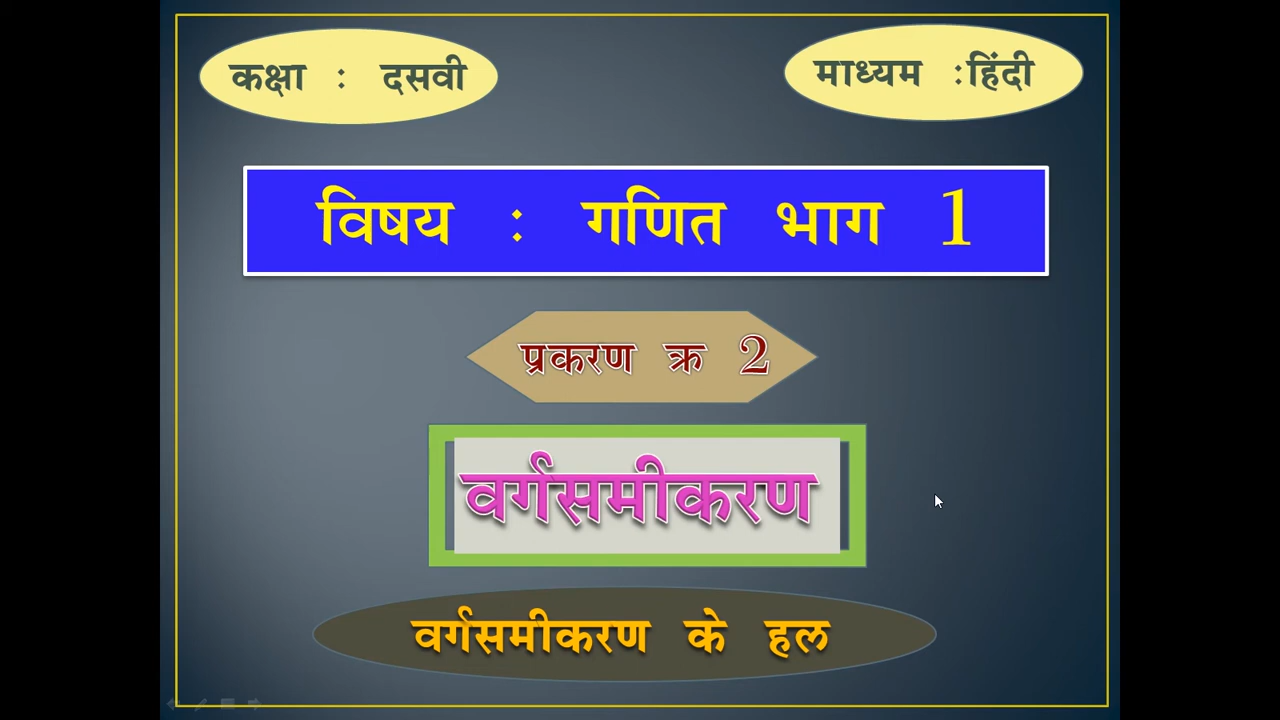 कक्षा : दसवी
माध्यम :हिंदी
विषय : गणित भाग 1
प्रकरण क्र 2
वर्गसमीकरण
वर्गसमीकरण के हल